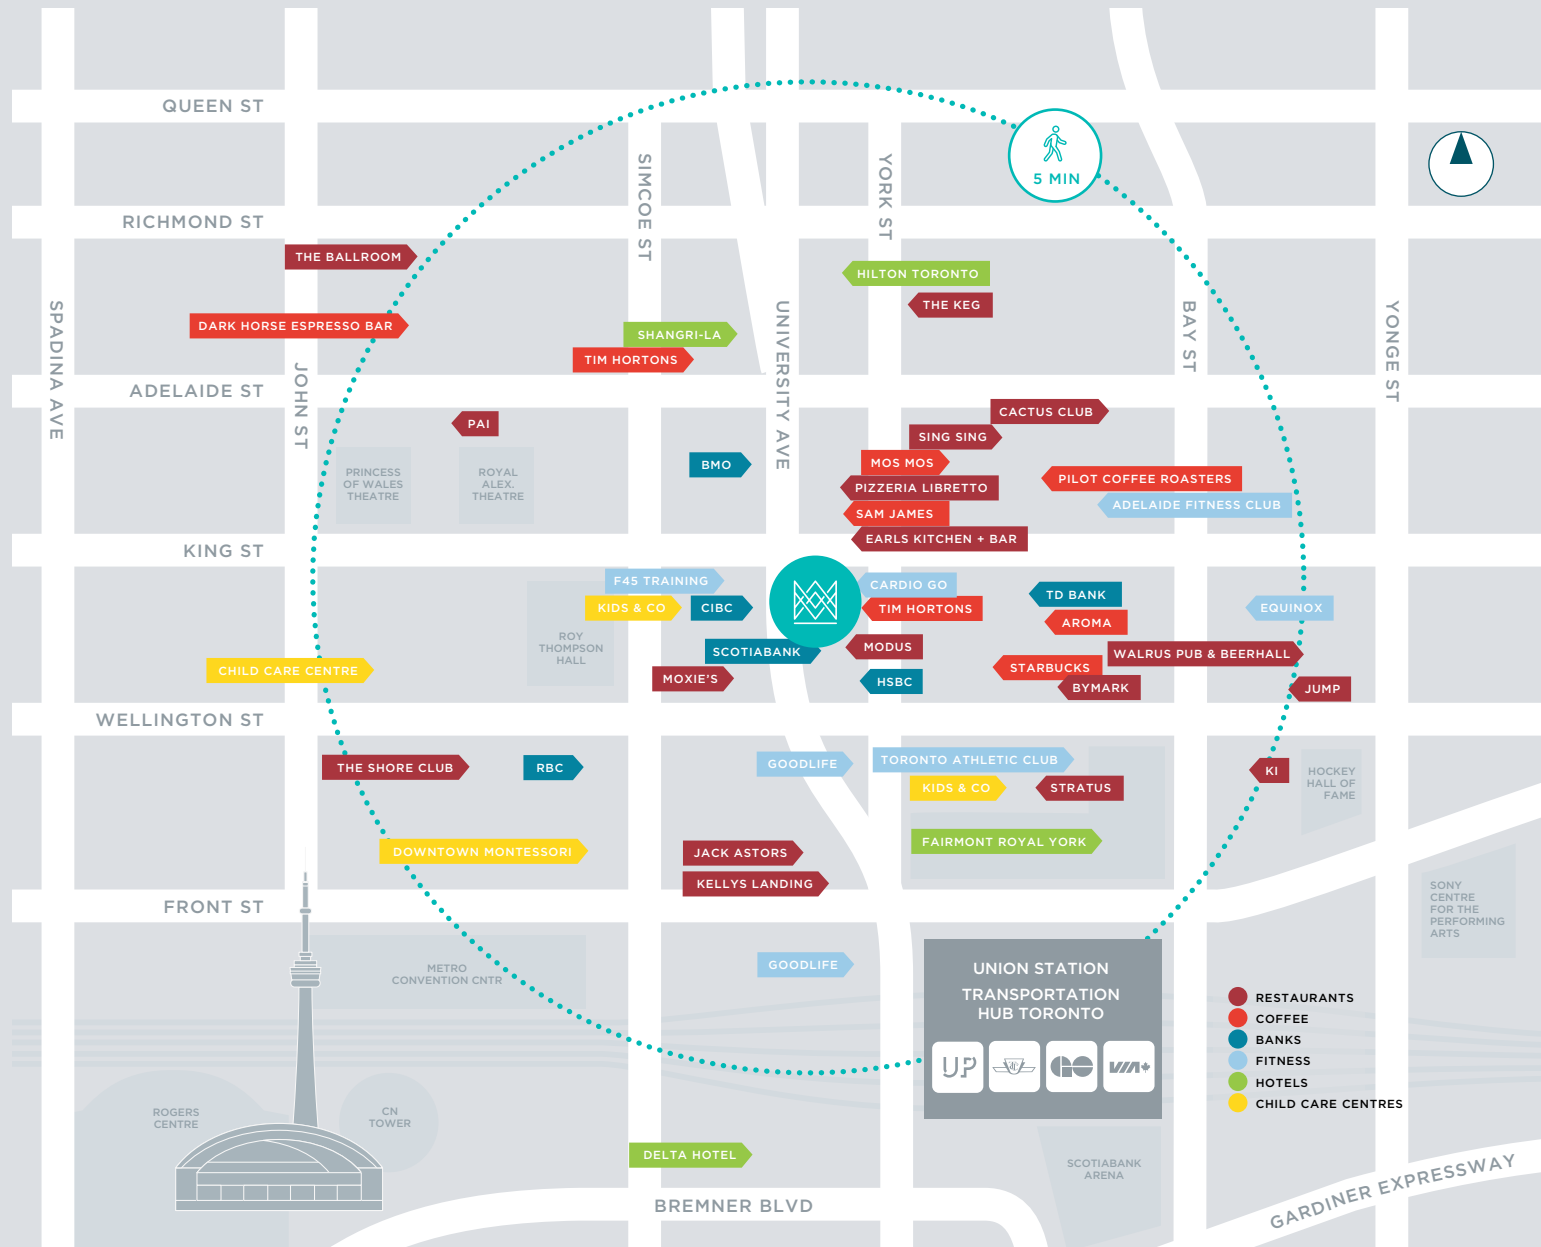 QUEEN ST
SIMCOE ST
YORK ST
5 MIN
RICHMOND ST
THE BALLROOM
HILTON TORONTO
THE KEG
SPADINA AVE
DARK HORSE ESPRESSO BAR
SHANGRI-LA
TIM HORTONS
UNIVERSITY AVE
BAY ST
YONGE ST
JOHN ST
ADELAIDE ST
PAI
CACTUS CLUB
SING SING
BMO
MOS MOS
PRINCESS
OF WALES
THEATRE
ROYAL
ALEX.
THEATRE
PIZZERIA LIBRETTO
PILOT COFFEE ROASTERS
SAM JAMES
ADELAIDE FITNESS CLUB
EARLS KITCHEN + BAR
KING ST
F45 TRAINING
CARDIO GO
TD BANK
KIDS & CO
CIBC
TIM HORTONS
EQUINOX
AROMA
ROY
THOMPSON
HALL
SCOTIABANK
MODUS
WALRUS PUB & BEERHALL
CHILD CARE CENTRE
MOXIE'S
HSBC
STARBUCKS
BYMARK
JUMP
WELLINGTON ST
THE SHORE CLUB
RBC
GOODLIFE
TORONTO ATHLETIC CLUB
KI
HOCKEY
HALL OF
FAME
KIDS & CO
STRATUS
DOWNTOWN MONTESSORI
JACK ASTORS
FAIRMONT ROYAL YORK
KELLYS LANDING
FRONT ST
SONY
CENTRE
FOR THE
PERFORMING
ARTS
METRO
CONVENTION CNTR
GOODLIFE
UNION STATION
TRANSPORTATION
HUB TORONTO
UP
TTC
GO
VIA
RESTAURANTS
COFFEE
BANKS
FITNESS
HOTELS
CHILD CARE CENTRES
ROGERS
CENTRE
CN
TOWER
DELTA HOTEL
SCOTIABANK
ARENA
BREMNER BLVD
GARDINER EXPRESSWAY